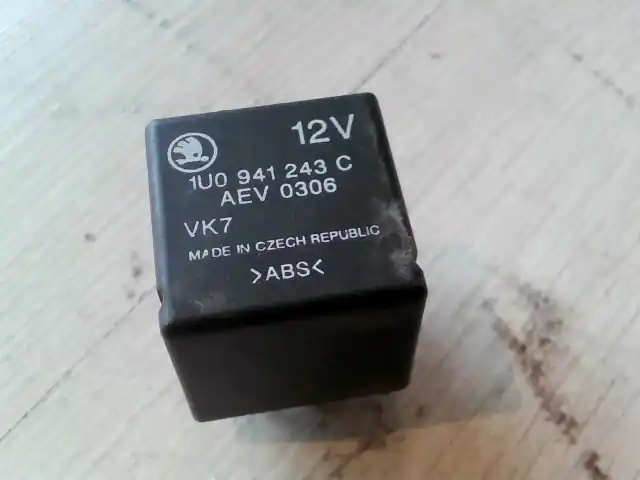 12V
1U0 941 243 C
AEV 0306
VK7
MADE IN CZECH REPUBLIC
>ABS<